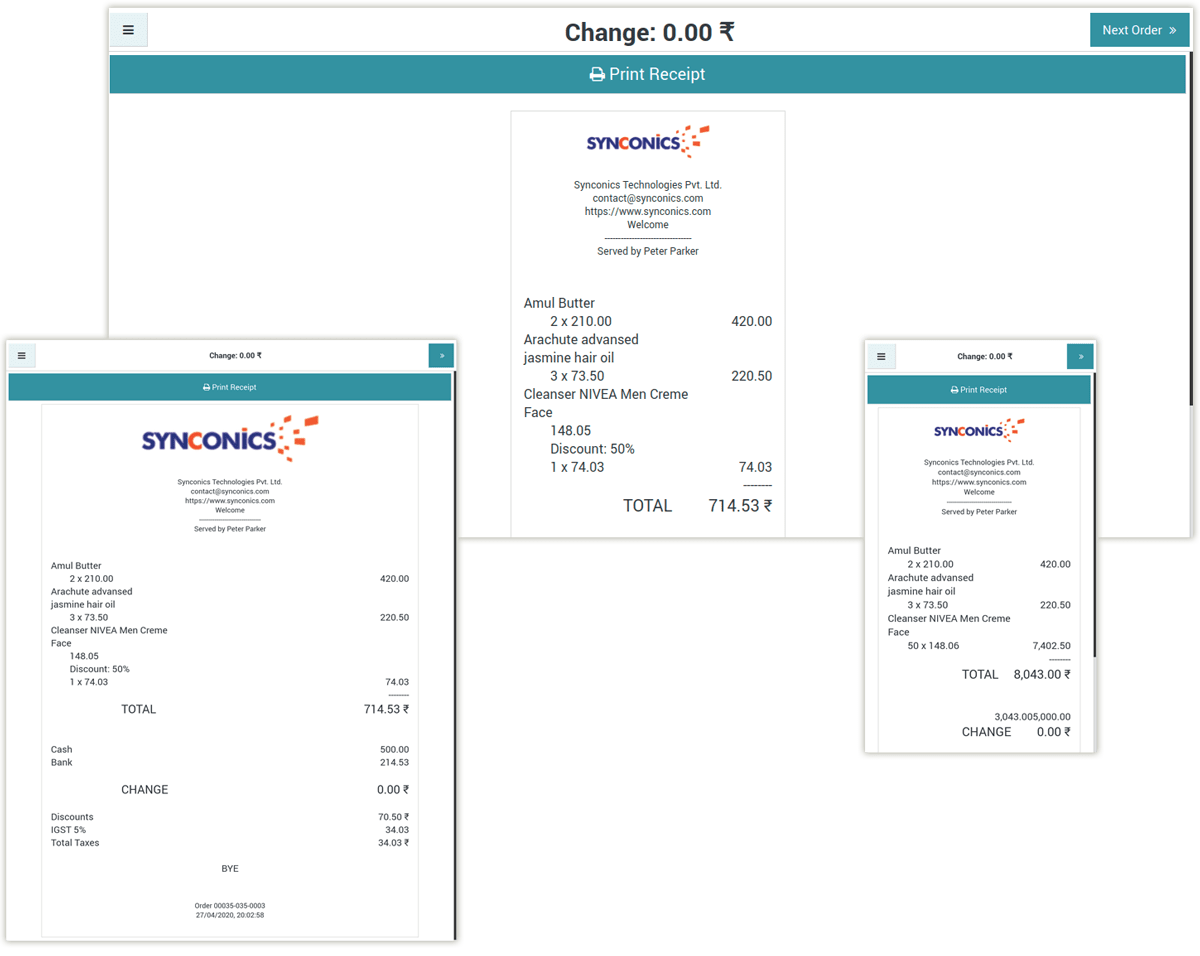 Change: 0.00 ₹
Next Order »
Print Receipt
SYNCONICS
Synconics Technologies Pvt. Ltd.
contact@synconics.com
https://www.synconics.com
Welcome
--------------------------------
Served by Peter Parker
Amul Butter
2 x 210.00 420.00
Arachute advansed
jasmine hair oil
3 x 73.50 220.50
Cleanser NIVEA Men Creme
Face
148.05
Discount: 50%
1 x 74.03 74.03
--------
TOTAL 714.53 ₹
Change: 0.00 ₹
»
Print Receipt
SYNCONICS
Synconics Technologies Pvt. Ltd.
contact@synconics.com
https://www.synconics.com
Welcome
--------------------------------
Served by Peter Parker
Amul Butter
2 x 210.00 420.00
Arachute advansed
jasmine hair oil
3 x 73.50 220.50
Cleanser NIVEA Men Creme
Face
148.05
Discount: 50%
1 x 74.03 74.03
--------
TOTAL 714.53 ₹
Cash 500.00
Bank 214.53
CHANGE 0.00 ₹
Discounts 70.50 ₹
IGST 5% 34.03
Total Taxes 34.03 ₹
BYE
Order 00035-035-0003
27/04/2020, 20:02:58
Change: 0.00 ₹
»
Print Receipt
SYNCONICS
Synconics Technologies Pvt. Ltd.
contact@synconics.com
https://www.synconics.com
Welcome
--------------------------------
Served by Peter Parker
Amul Butter
2 x 210.00 420.00
Arachute advansed
jasmine hair oil
3 x 73.50 220.50
Cleanser NIVEA Men Creme
Face
50 x 148.06 7,402.50
--------
TOTAL 8,043.00 ₹
3,043.005,000.00
CHANGE 0.00 ₹